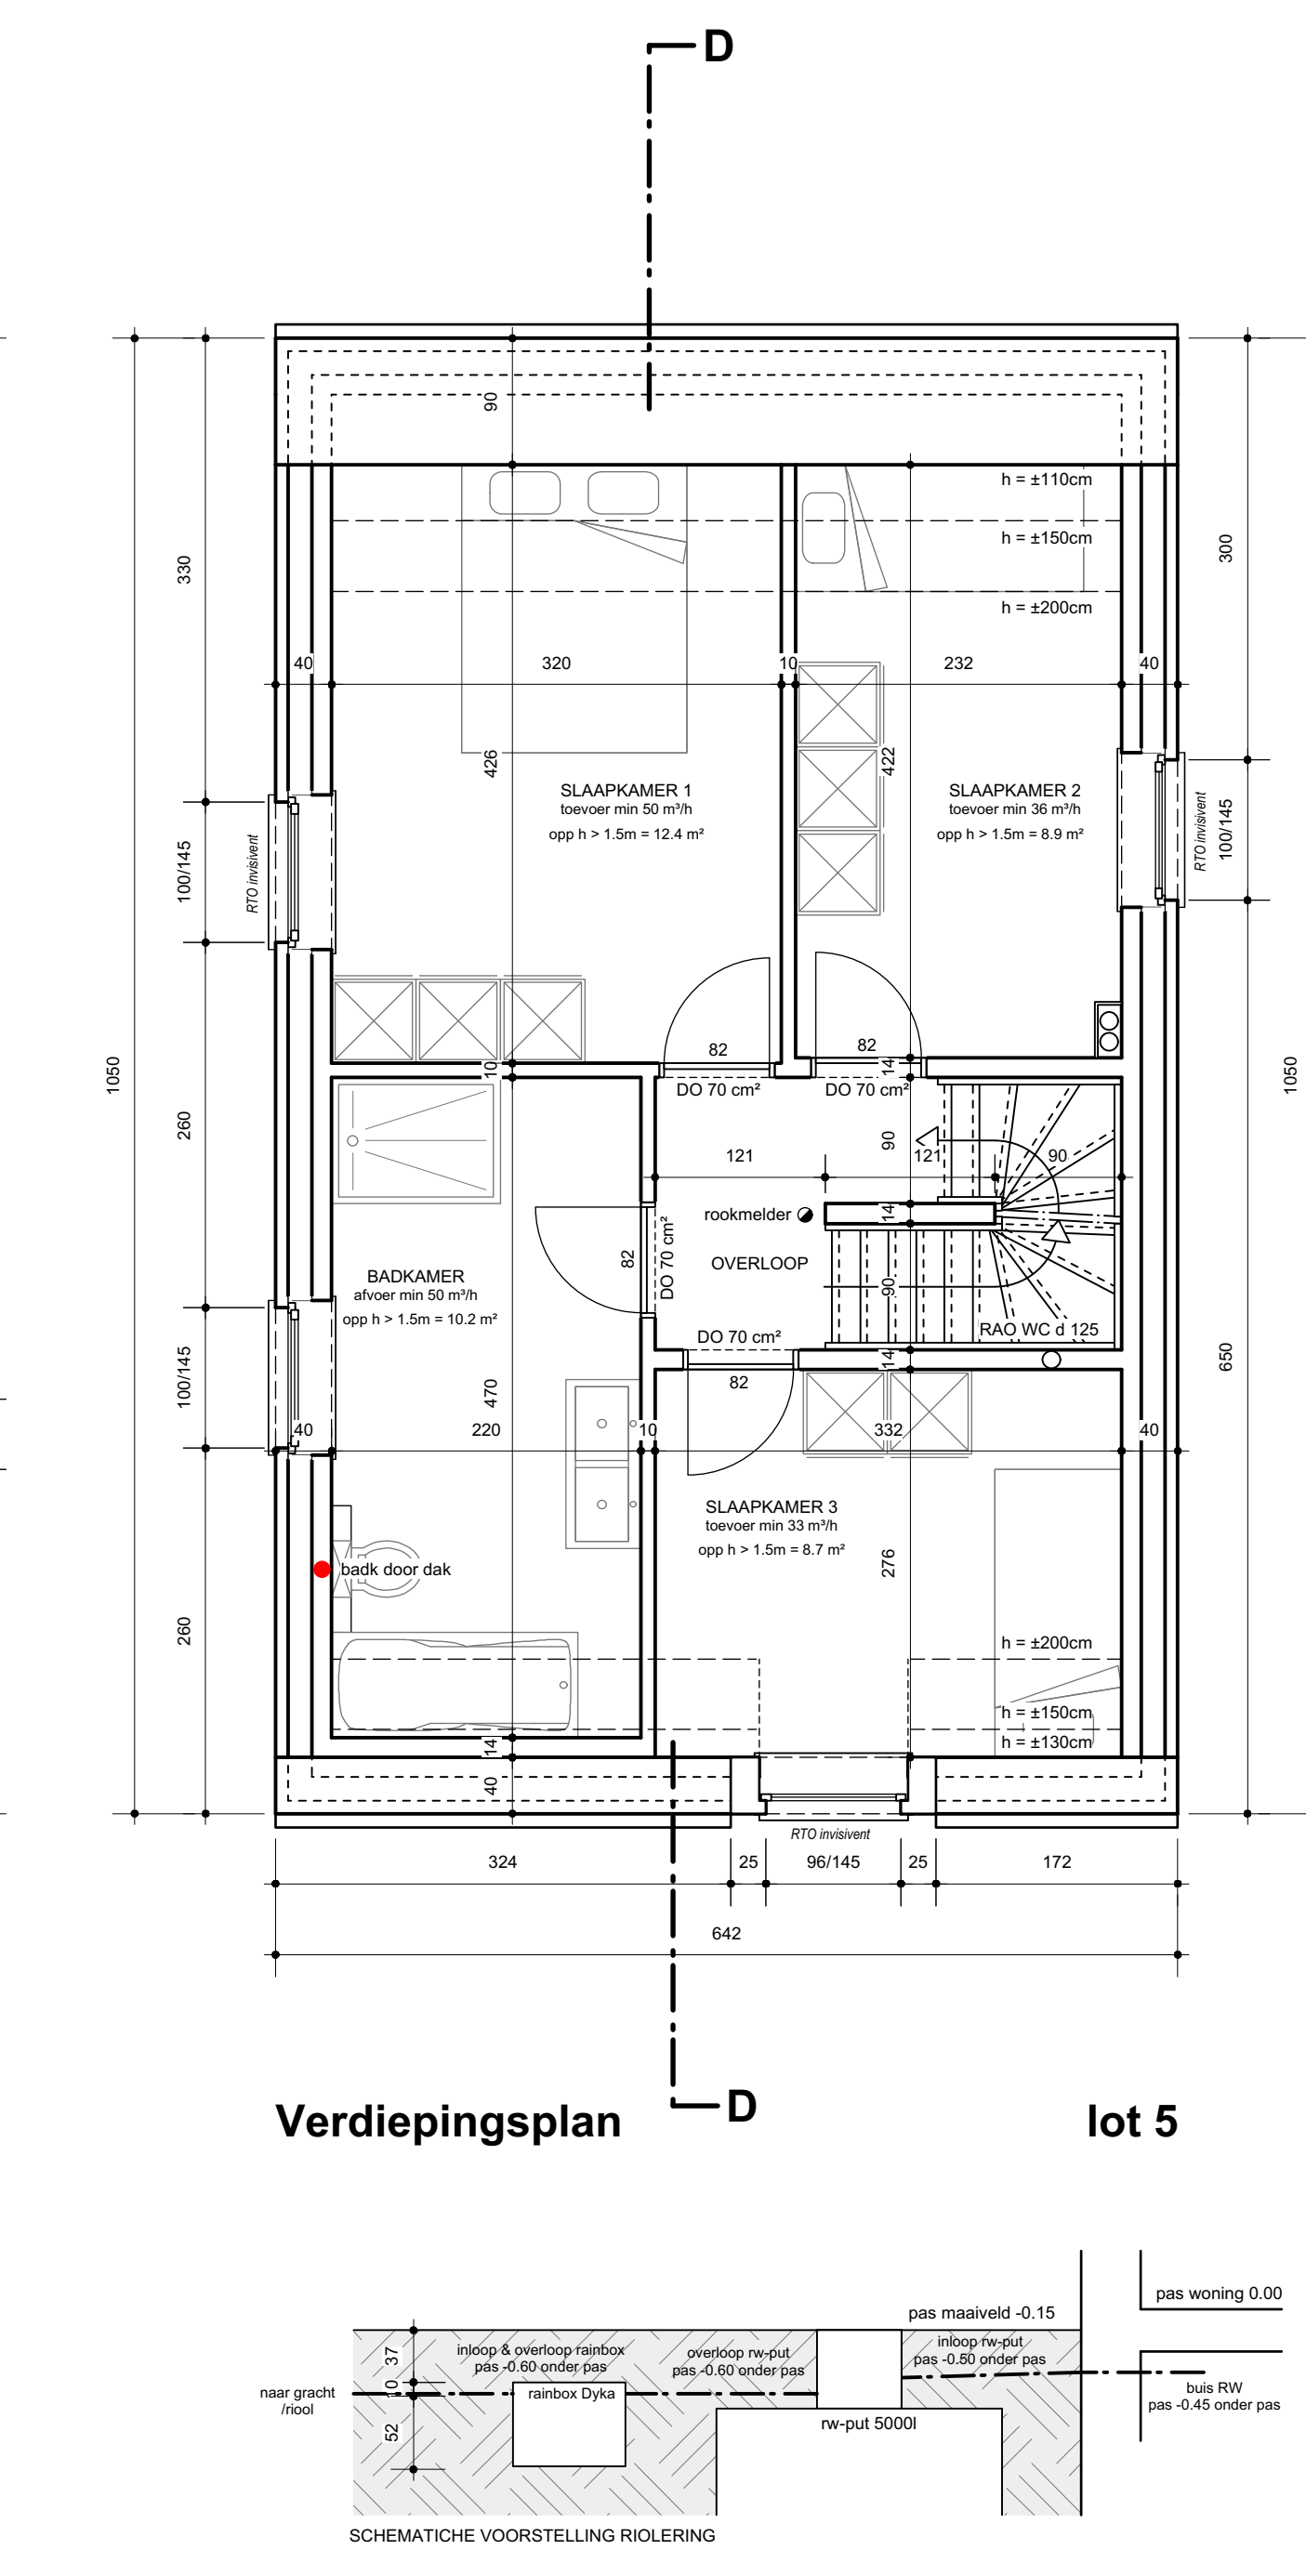 D
90
h = ±110cm
h = ±150cm
h = ±200cm
330
300
40
320
10
232
40
426
422
SLAAPKAMER 1
toevoer min 50 m³/h
opp h > 1.5m = 12.4 m²
SLAAPKAMER 2
toevoer min 36 m³/h
opp h > 1.5m = 8.9 m²
100/145
RTO invisivent
RTO invisivent
100/145
82
82
10
14
DO 70 cm²
DO 70 cm²
1050
1050
260
90
121
121
90
rookmelder
14
OVERLOOP
82
DO 70 cm²
BADKAMER
afvoer min 50 m³/h
opp h > 1.5m = 10.2 m²
90
RAO WC d 125
DO 70 cm²
14
82
650
100/145
470
40
220
10
332
40
SLAAPKAMER 3
toevoer min 33 m³/h
opp h > 1.5m = 8.7 m²
276
badk door dak
260
h = ±200cm
h = ±150cm
h = ±130cm
14
40
RTO invisivent
324
25
96/145
25
172
642
D
Verdiepingsplan
lot 5
pas woning 0.00
pas maaiveld -0.15
37
10
52
inloop & overloop rainbox
pas -0.60 onder pas
overloop rw-put
pas -0.60 onder pas
inloop rw-put
pas -0.50 onder pas
naar gracht
/riool
rainbox Dyka
buis RW
pas -0.45 onder pas
rw-put 5000l
SCHEMATICHE VOORSTELLING RIOLERING